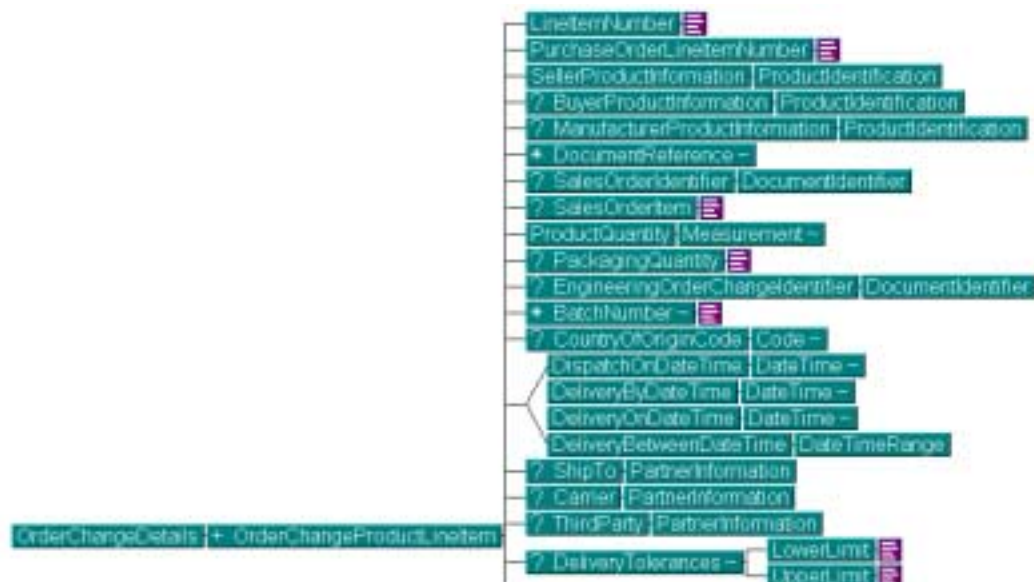 LineItemNumber
PurchaseOrderLineItemNumber
SellerProductInformation ProductIdentification
? BuyerProductInformation ProductIdentification
? ManufacturerProductInformation ProductIdentification
* DocumentReference
? SalesOrderIdentifier DocumentIdentifier
? SalesOrderItem
ProductQuantity Measurement
? PackagingQuantity
? EngineeringOrderChangeIdentifier DocumentIdentifier
* BatchNumber
? CountryOfOriginCode Code
DispatchOnDateTime DateTime
DeliveryByDateTime DateTime
DeliveryOnDateTime DateTime
DeliveryBetweenDateTime DateTimeRange
? ShipTo PartnerInformation
? Carrier PartnerInformation
? ThirdParty PartnerInformation
OrderChangeDetails + OrderChangeProductLineItem
? DeliveryTolerances LowerLimit
UpperLimit